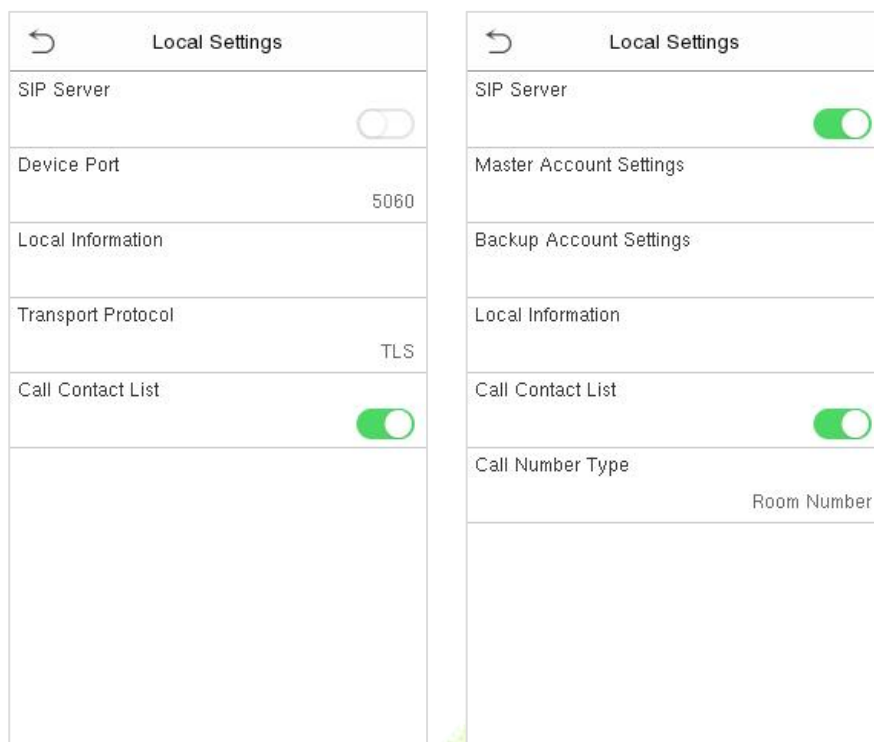 Local Settings
SIP Server
Device Port
5060
Local Information
Transport Protocol
TLS
Call Contact List
Local Settings
SIP Server
Master Account Settings
Backup Account Settings
Local Information
Call Contact List
Call Number Type
Room Number